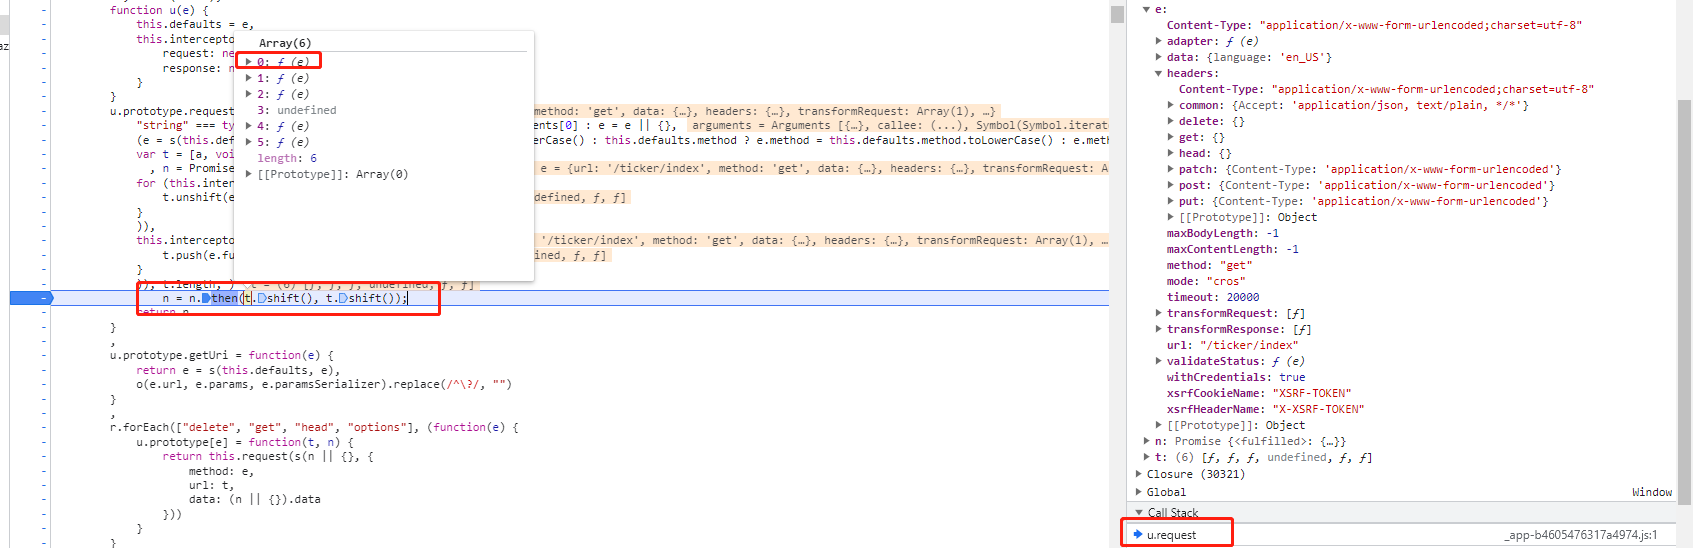 function u(e) {
this.defaults = e,
this.intercepto
request: ne
response: n
}
}
u.prototype.request
method: 'get', data: {…}, headers: {…}, transformRequest: Array(1), …}
"string" === typ
ents[0] : e = e || {}, arguments = Arguments [{…}, callee: (...), Symbol(Symbol.iterat
(e = s(this.def
erCase() : this.defaults.method ? e.method = this.defaults.method.toLowerCase() : e.meth
var t = [a, voi
, n = Promise
e = {url: '/ticker/index', method: 'get', data: {…}, headers: {…}, transformRequest: A
for (this.inter
t.unshift(e
defined, ƒ, ƒ]
}
)),
this.intercepto
'/ticker/index', method: 'get', data: {…}, headers: {…}, transformRequest: Array(1), …
t.push(e.fu
ined, ƒ, ƒ]
}
)), t.length; ) t = (6) [ƒ, ƒ, ƒ, undefined, ƒ, ƒ]
n = n.then(t.shift(), t.shift());
return n
}
,
u.prototype.getUri = function(e) {
return e = s(this.defaults, e),
o(e.url, e.params, e.paramsSerializer).replace(/^\?/, "")
}
,
r.forEach(["delete", "get", "head", "options"], (function(e) {
u.prototype[e] = function(t, n) {
return this.request(s(n || {}, {
method: e,
url: t,
data: (n || {}).data
}))
}
}
az
Array(6)
0: ƒ (e)
1: ƒ (e)
2: ƒ (e)
3: undefined
4: ƒ (e)
5: ƒ (e)
length: 6
[[Prototype]]: Array(0)
e:
Content-Type: "application/x-www-form-urlencoded;charset=utf-8"
adapter: ƒ (e)
data: {language: 'en_US'}
headers:
Content-Type: "application/x-www-form-urlencoded;charset=utf-8"
common: {Accept: 'application/json, text/plain, */*'}
delete: {}
get: {}
head: {}
patch: {Content-Type: 'application/x-www-form-urlencoded'}
post: {Content-Type: 'application/x-www-form-urlencoded'}
put: {Content-Type: 'application/x-www-form-urlencoded'}
[[Prototype]]: Object
maxBodyLength: -1
maxContentLength: -1
method: "get"
mode: "cros"
timeout: 20000
transformRequest: [ƒ]
transformResponse: [ƒ]
url: "/ticker/index"
validateStatus: ƒ (e)
withCredentials: true
xsrfCookieName: "XSRF-TOKEN"
xsrfHeaderName: "X-XSRF-TOKEN"
[[Prototype]]: Object
n: Promise {<fulfilled>: {…}}
t: (6) [ƒ, ƒ, ƒ, undefined, ƒ, ƒ]
Closure (30321)
Global Window
Call Stack
u.request _app-b4605476317a4974.js:1